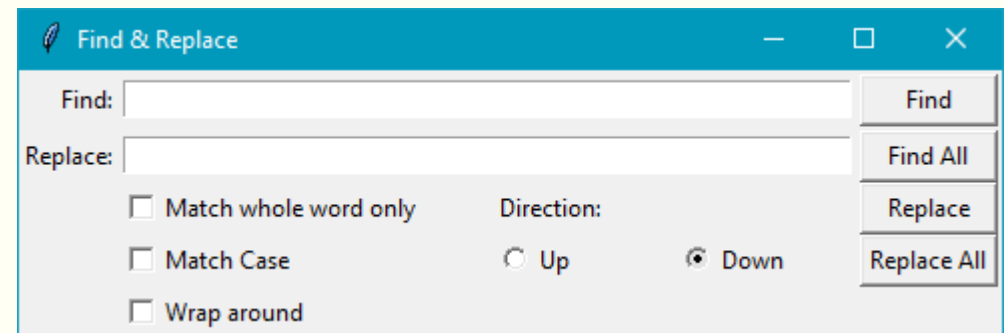 Find & Replace
Find: Find
Replace: Find All
Match whole word only Direction: Replace
Match Case Up Down Replace All
Wrap around